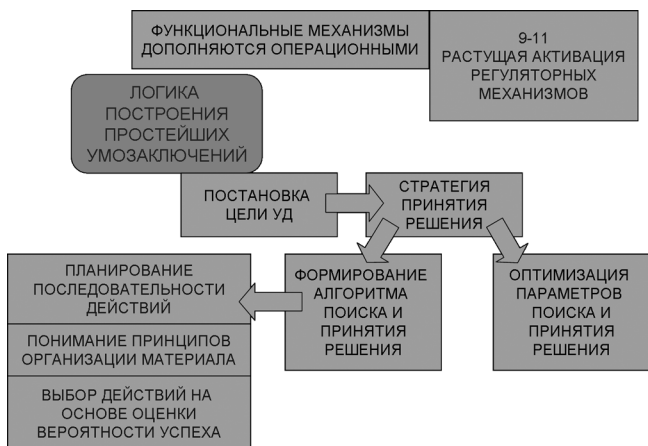 ФУНКЦИОНАЛЬНЫЕ МЕХАНИЗМЫ
ДОПОЛНЯЮТСЯ ОПЕРАЦИОННЫМИ
9-11
РАСТУЩАЯ АКТИВАЦИЯ
РЕГУЛЯТОРНЫХ
МЕХАНИЗМОВ
ЛОГИКА
ПОСТРОЕНИЯ
ПРОСТЕЙШИХ
УМОЗАКЛЮЧЕНИЙ
ПОСТАНОВКА
ЦЕЛИ УД
СТРАТЕГИЯ
ПРИНЯТИЯ
РЕШЕНИЯ
ПЛАНИРОВАНИЕ
ПОСЛЕДОВАТЕЛЬНОСТИ
ДЕЙСТВИЙ
ПОНИМАНИЕ ПРИНЦИПОВ
ОРГАНИЗАЦИИ МАТЕРИАЛА
ВЫБОР ДЕЙСТВИЙ НА
ОСНОВЕ ОЦЕНКИ
ВЕРОЯТНОСТИ УСПЕХА
ФОРМИРОВАНИЕ
АЛГОРИТМА
ПОИСКА И
ПРИНЯТИЯ
РЕШЕНИЯ
ОПТИМИЗАЦИЯ
ПАРАМЕТРОВ
ПОИСКА И
ПРИНЯТИЯ
РЕШЕНИЯ